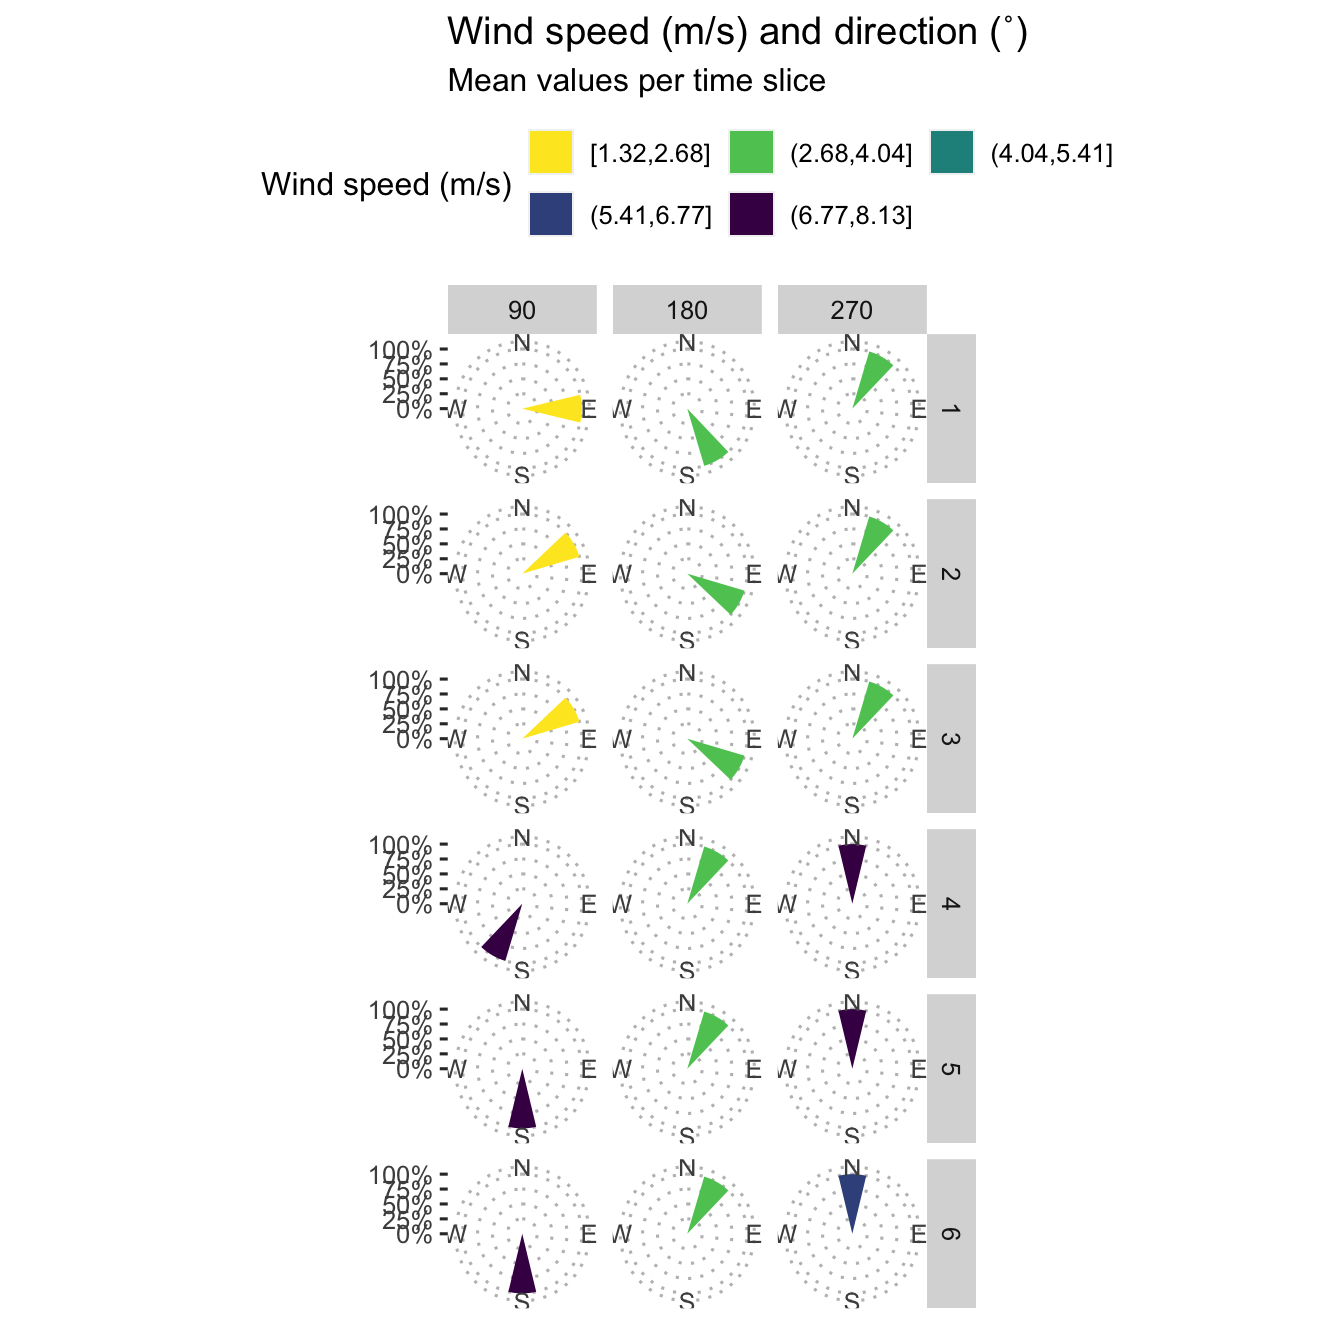 Wind speed (m/s) and direction (˚)
Mean values per time slice
Wind speed (m/s)
[1.32,2.68] (2.68,4.04] (4.04,5.41]
(5.41,6.77] (6.77,8.13]
90 180 270
N N N
100%
75%
50%
25%
0% W E W E W E 1
S S S
N N N
100%
75%
50%
25%
0% W E W E W E 2
S S S
N N N
100%
75%
50%
25%
0% W E W E W E 3
S S S
N N N
100%
75%
50%
25%
0% W E W E W E 4
S S S
N N N
100%
75%
50%
25%
0% W E W E W E 5
S S S
N N N
100%
75%
50%
25%
0% W E W E W E 6
S S S